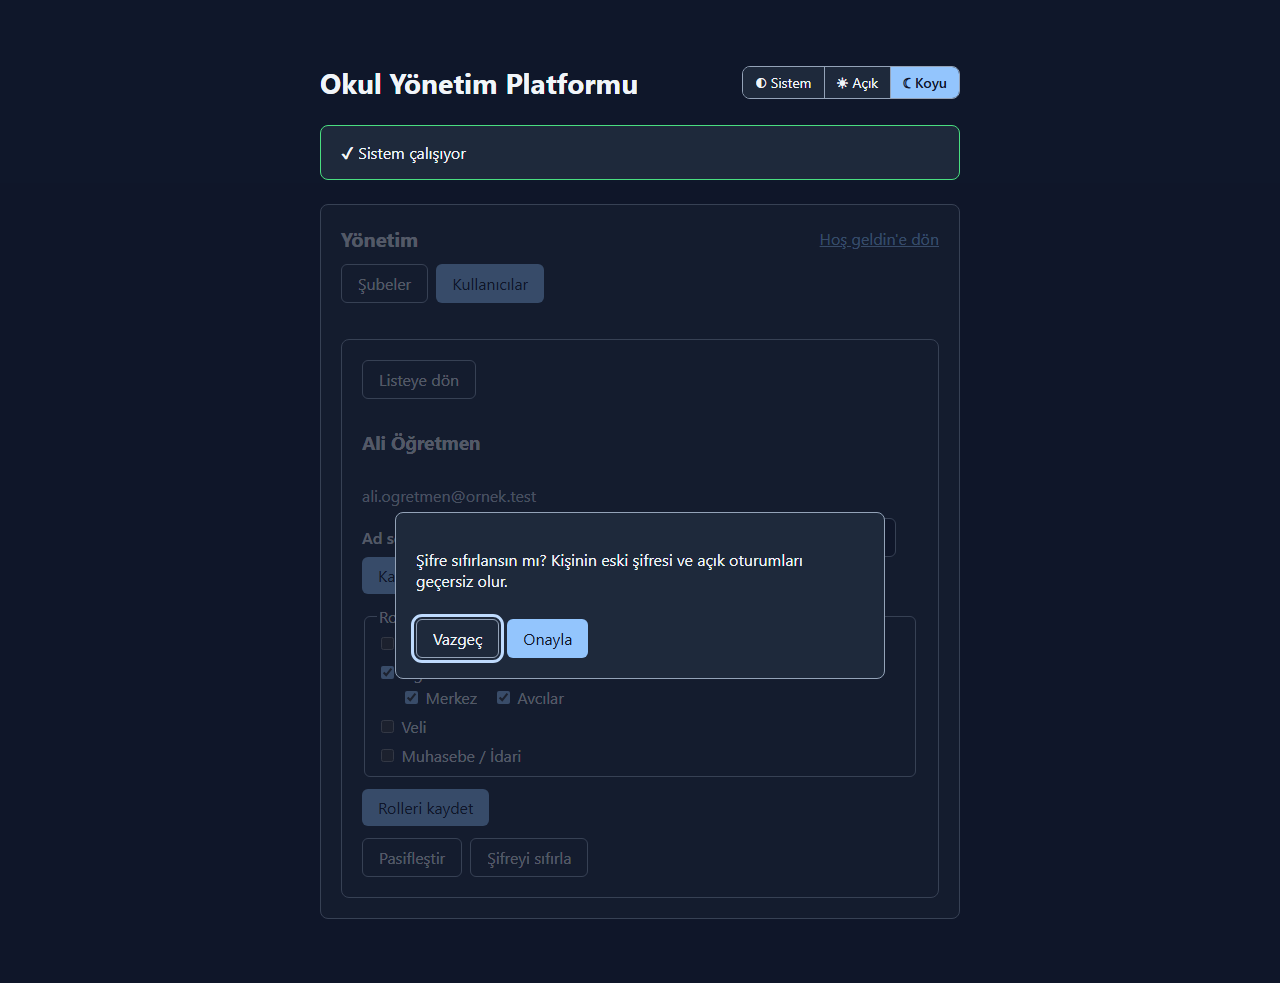 Okul Yönetim Platformu
Sistem
Açık
Koyu
✓ Sistem çalışıyor
Yönetim
Hoş geldin'e dön
Şubeler
Kullanıcılar
Listeye dön
Ali Öğretmen
ali.ogretmen@ornek.test
Ad
Şifre sıfırlansın mı? Kişinin eski şifresi ve açık oturumları
geçersiz olur.
Vazgeç
Onayla
Merkez
Avcılar
Veli
Muhasebe / İdari
Rolleri kaydet
Pasifleştir
Şifreyi sıfırla